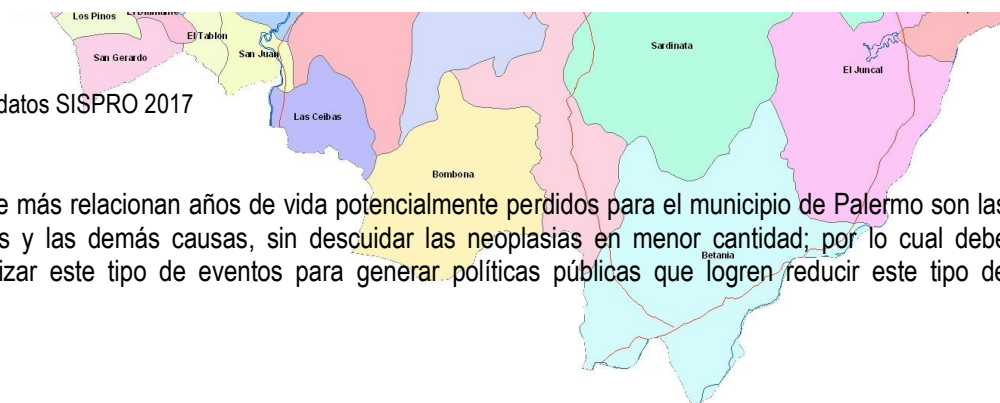 Los Pinos
El Diamante
El Tablon
San Gerardo
San Juan
Sardinata
El Juncal
datos SISPRO 2017
Las Ceibas
Bombona
más relacionan años de vida potencialmente perdidos para el municipio de Palermo son las
y las demás causas, sin descuidar las neoplasias en menor cantidad; por lo cual debe
Betania
este tipo de eventos para generar políticas públicas que logren reducir este tipo de